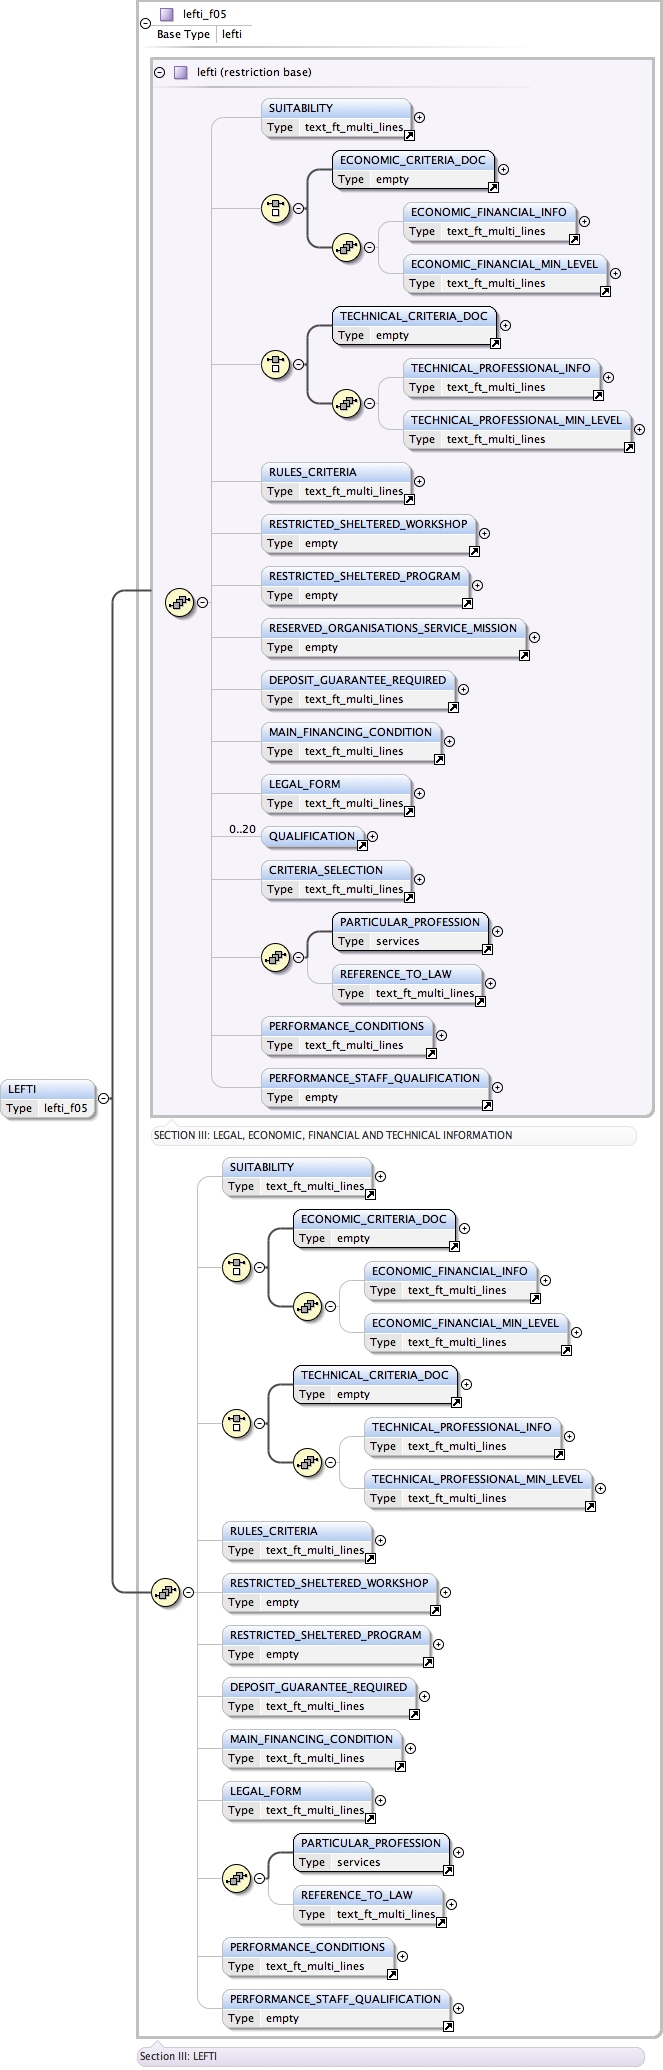 lefti_f05
Base Type lefti
lefti (restriction base)
SUITABILITY
Type text_ft_multi_lines
ECONOMIC_CRITERIA_DOC
Type empty
ECONOMIC_FINANCIAL_INFO
Type text_ft_multi_lines
ECONOMIC_FINANCIAL_MIN_LEVEL
Type text_ft_multi_lines
TECHNICAL_CRITERIA_DOC
Type empty
TECHNICAL_PROFESSIONAL_INFO
Type text_ft_multi_lines
TECHNICAL_PROFESSIONAL_MIN_LEVEL
Type text_ft_multi_lines
RULES_CRITERIA
Type text_ft_multi_lines
RESTRICTED_SHELTERED_WORKSHOP
Type empty
RESTRICTED_SHELTERED_PROGRAM
Type empty
RESERVED_ORGANISATIONS_SERVICE_MISSION
Type empty
DEPOSIT_GUARANTEE_REQUIRED
Type text_ft_multi_lines
MAIN_FINANCING_CONDITION
Type text_ft_multi_lines
LEGAL_FORM
Type text_ft_multi_lines
0..20 QUALIFICATION
CRITERIA_SELECTION
Type text_ft_multi_lines
PARTICULAR_PROFESSION
Type services
REFERENCE_TO_LAW
Type text_ft_multi_lines
PERFORMANCE_CONDITIONS
Type text_ft_multi_lines
PERFORMANCE_STAFF_QUALIFICATION
Type empty
LEFTI
Type lefti_f05
SECTION III: LEGAL, ECONOMIC, FINANCIAL AND TECHNICAL INFORMATION
SUITABILITY
Type text_ft_multi_lines
ECONOMIC_CRITERIA_DOC
Type empty
ECONOMIC_FINANCIAL_INFO
Type text_ft_multi_lines
ECONOMIC_FINANCIAL_MIN_LEVEL
Type text_ft_multi_lines
TECHNICAL_CRITERIA_DOC
Type empty
TECHNICAL_PROFESSIONAL_INFO
Type text_ft_multi_lines
TECHNICAL_PROFESSIONAL_MIN_LEVEL
Type text_ft_multi_lines
RULES_CRITERIA
Type text_ft_multi_lines
RESTRICTED_SHELTERED_WORKSHOP
Type empty
RESTRICTED_SHELTERED_PROGRAM
Type empty
DEPOSIT_GUARANTEE_REQUIRED
Type text_ft_multi_lines
MAIN_FINANCING_CONDITION
Type text_ft_multi_lines
LEGAL_FORM
Type text_ft_multi_lines
PARTICULAR_PROFESSION
Type services
REFERENCE_TO_LAW
Type text_ft_multi_lines
PERFORMANCE_CONDITIONS
Type text_ft_multi_lines
PERFORMANCE_STAFF_QUALIFICATION
Type empty
Section III: LEFTI